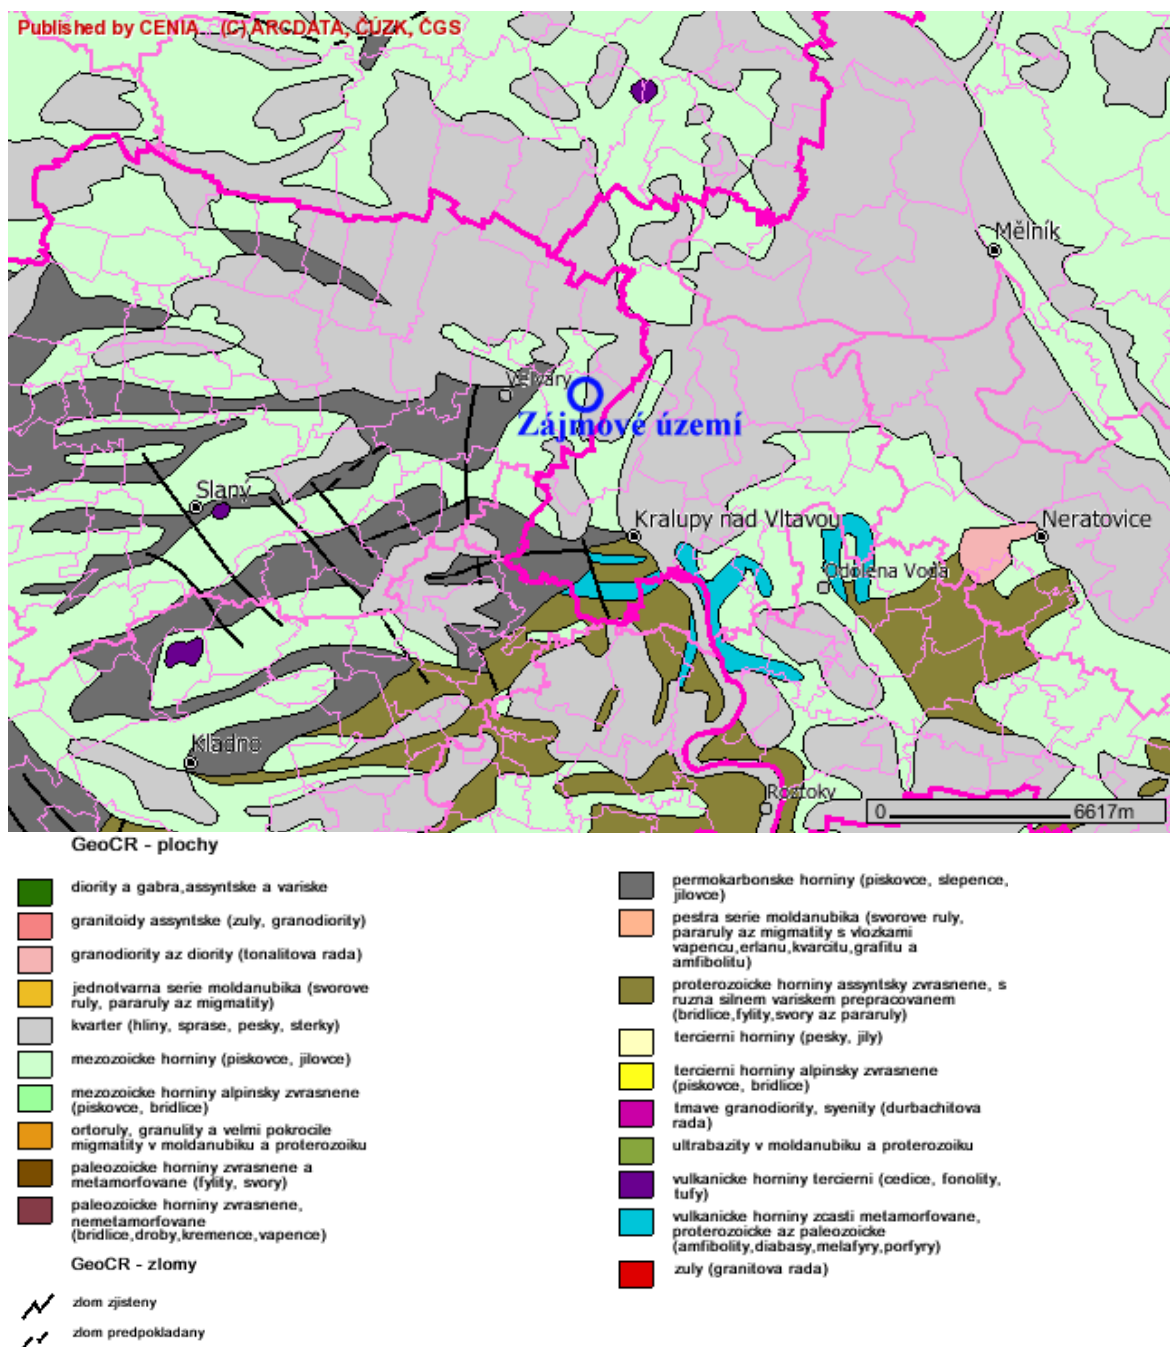 Published by CENIA. (C) ARCDATA, ČÚZK, ČGS
Mělník
Velvary
Zájmové území
Slaný
Kralupy nad Vltavou
Neratovice
Odolena Voda
Kladno
Roztoky
0 6617m
GeoCR - plochy
diority a gabra,assyntske a variske
granitoidy assyntske (zuly, granodiority)
granodiority az diority (tonalitova rada)
jednotvarna serie moldanubika (svorove
ruly, pararuly az migmatity)
kvarter (hliny, sprase, pesky, sterky)
mezozoicke horniny (piskovce, jilovce)
mezozoicke horniny alpinsky zvrasnene
(piskovce, bridlice)
ortoruly, granulity a velmi pokrocile
migmatity v moldanubiku a proterozoiku
paleozoicke horniny zvrasnene a
metamorfovane (fylity, svory)
paleozoicke horniny zvrasnene,
nemetamorfovane
(bridlice,droby,kremence,vapence)
GeoCR - zlomy
zlom zjisteny
zlom predpokladany
permokarbonske horniny (piskovce, slepence,
jilovce)
pestra serie moldanubika (svorove ruly,
pararuly az migmatity s vlozkami
vapencu,erlanu,kvarcitu,grafitu a
amfibolitu)
proterozoicke horniny assyntsky zvrasnene, s
ruzna silnem variskem prepracovanem
(bridlice,fylity,svory az pararuly)
tercierni horniny (pesky, jily)
tercierni horniny alpinsky zvrasnene
(piskovce, bridlice)
tmave granodiority, syenity (durbachitova
rada)
ultrabazity v moldanubiku a proterozoiku
vulkanicke horniny tercierni (cedice, fonolity,
tufy)
vulkanicke horniny zcasti metamorfovane,
proterozoicke az paleozoicke
(amfibolity,diabasy,melafyry,porfyry)
zuly (granitova rada)